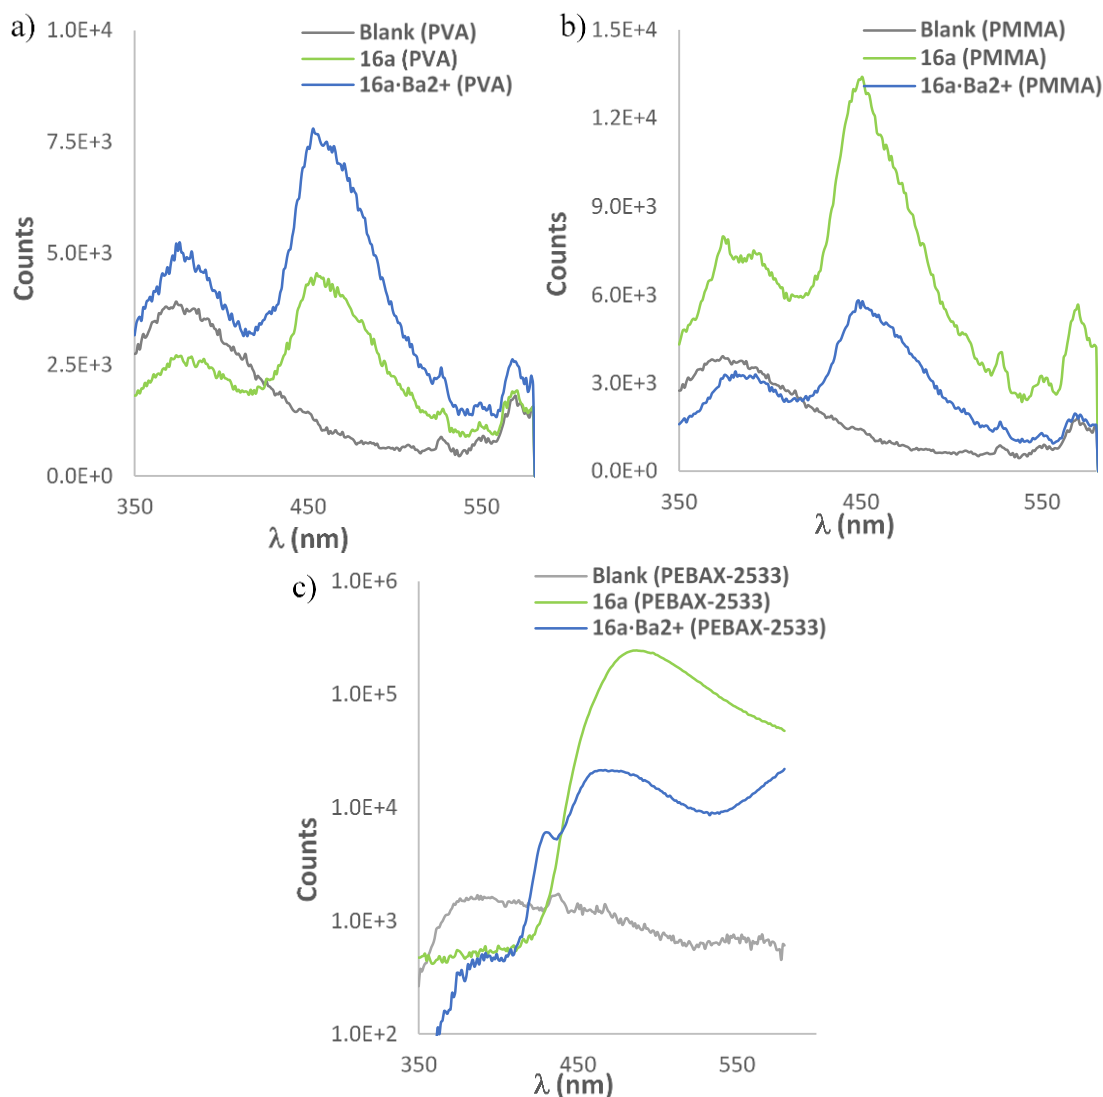 a)
Blank (PVA)
16a (PVA)
16a·Ba2+ (PVA)
1.0E+4
7.5E+3
5.0E+3
2.5E+3
0.0E+0
Counts
350
450
550
λ (nm)
b)
Blank (PMMA)
16a (PMMA)
16a·Ba2+ (PMMA)
1.5E+4
1.2E+4
9.0E+3
6.0E+3
3.0E+3
0.0E+0
Counts
350
450
550
λ (nm)
c)
Blank (PEBAX-2533)
16a (PEBAX-2533)
16a·Ba2+ (PEBAX-2533)
1.0E+6
1.0E+5
1.0E+4
1.0E+3
1.0E+2
Counts
350
450
550
λ (nm)